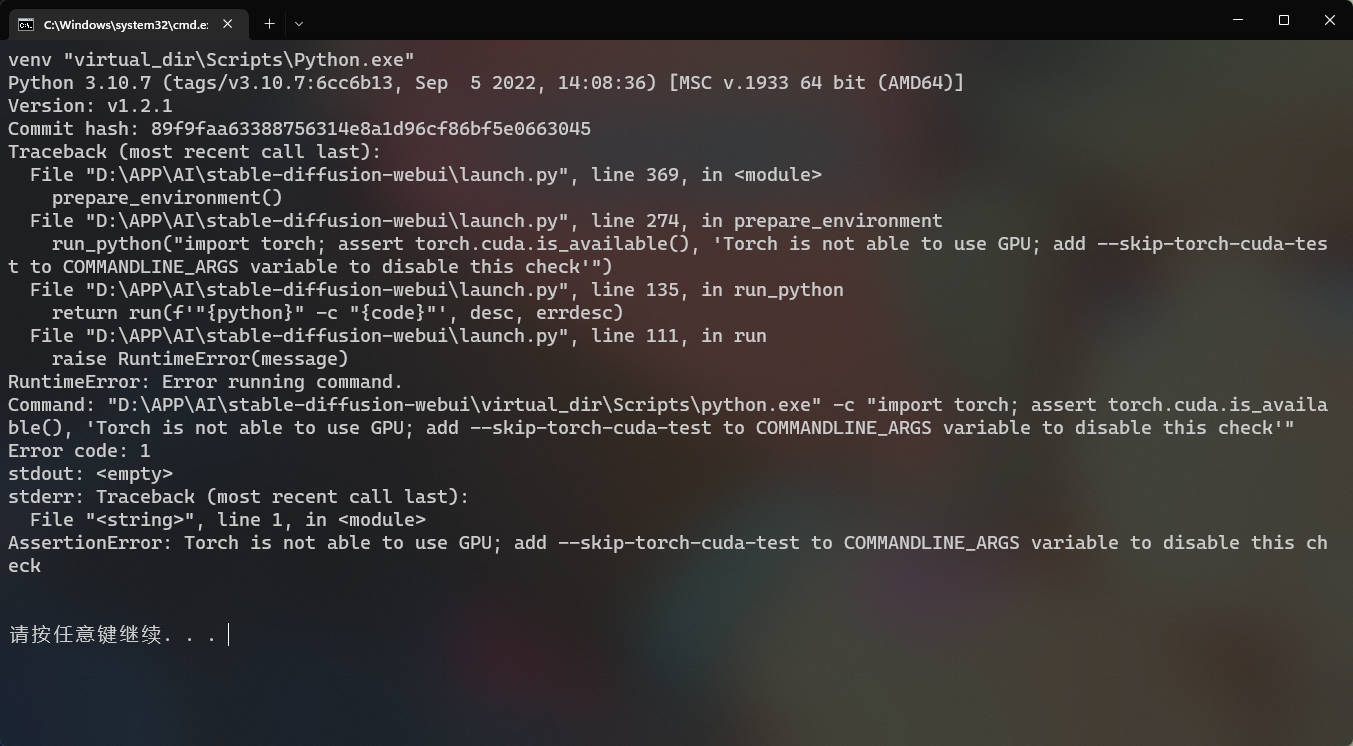 C:\Windows\system32\cmd.e:
venv "virtual_dir\Scripts\Python.exe"
Python 3.10.7 (tags/v3.10.7:6cc6b13, Sep  5 2022, 14:08:36) [MSC v.1933 64 bit (AMD64)]
Version: v1.2.1
Commit hash: 89f9faa63388756314e8a1d96cf86bf5e0663045
Traceback (most recent call last):
  File "D:\APP\AI\stable-diffusion-webui\launch.py", line 369, in <module>
    prepare_environment()
  File "D:\APP\AI\stable-diffusion-webui\launch.py", line 274, in prepare_environment
    run_python("import torch; assert torch.cuda.is_available(), 'Torch is not able to use GPU; add --skip-torch-cuda-tes
t to COMMANDLINE_ARGS variable to disable this check'")
  File "D:\APP\AI\stable-diffusion-webui\launch.py", line 135, in run_python
    return run(f'"{python}" -c "{code}"', desc, errdesc)
  File "D:\APP\AI\stable-diffusion-webui\launch.py", line 111, in run
    raise RuntimeError(message)
RuntimeError: Error running command.
Command: "D:\APP\AI\stable-diffusion-webui\virtual_dir\Scripts\python.exe" -c "import torch; assert torch.cuda.is_availa
ble(), 'Torch is not able to use GPU; add --skip-torch-cuda-test to COMMANDLINE_ARGS variable to disable this check'"
Error code: 1
stdout: <empty>
stderr: Traceback (most recent call last):
  File "<string>", line 1, in <module>
AssertionError: Torch is not able to use GPU; add --skip-torch-cuda-test to COMMANDLINE_ARGS variable to disable this ch
eck
请按任意键继续. . .